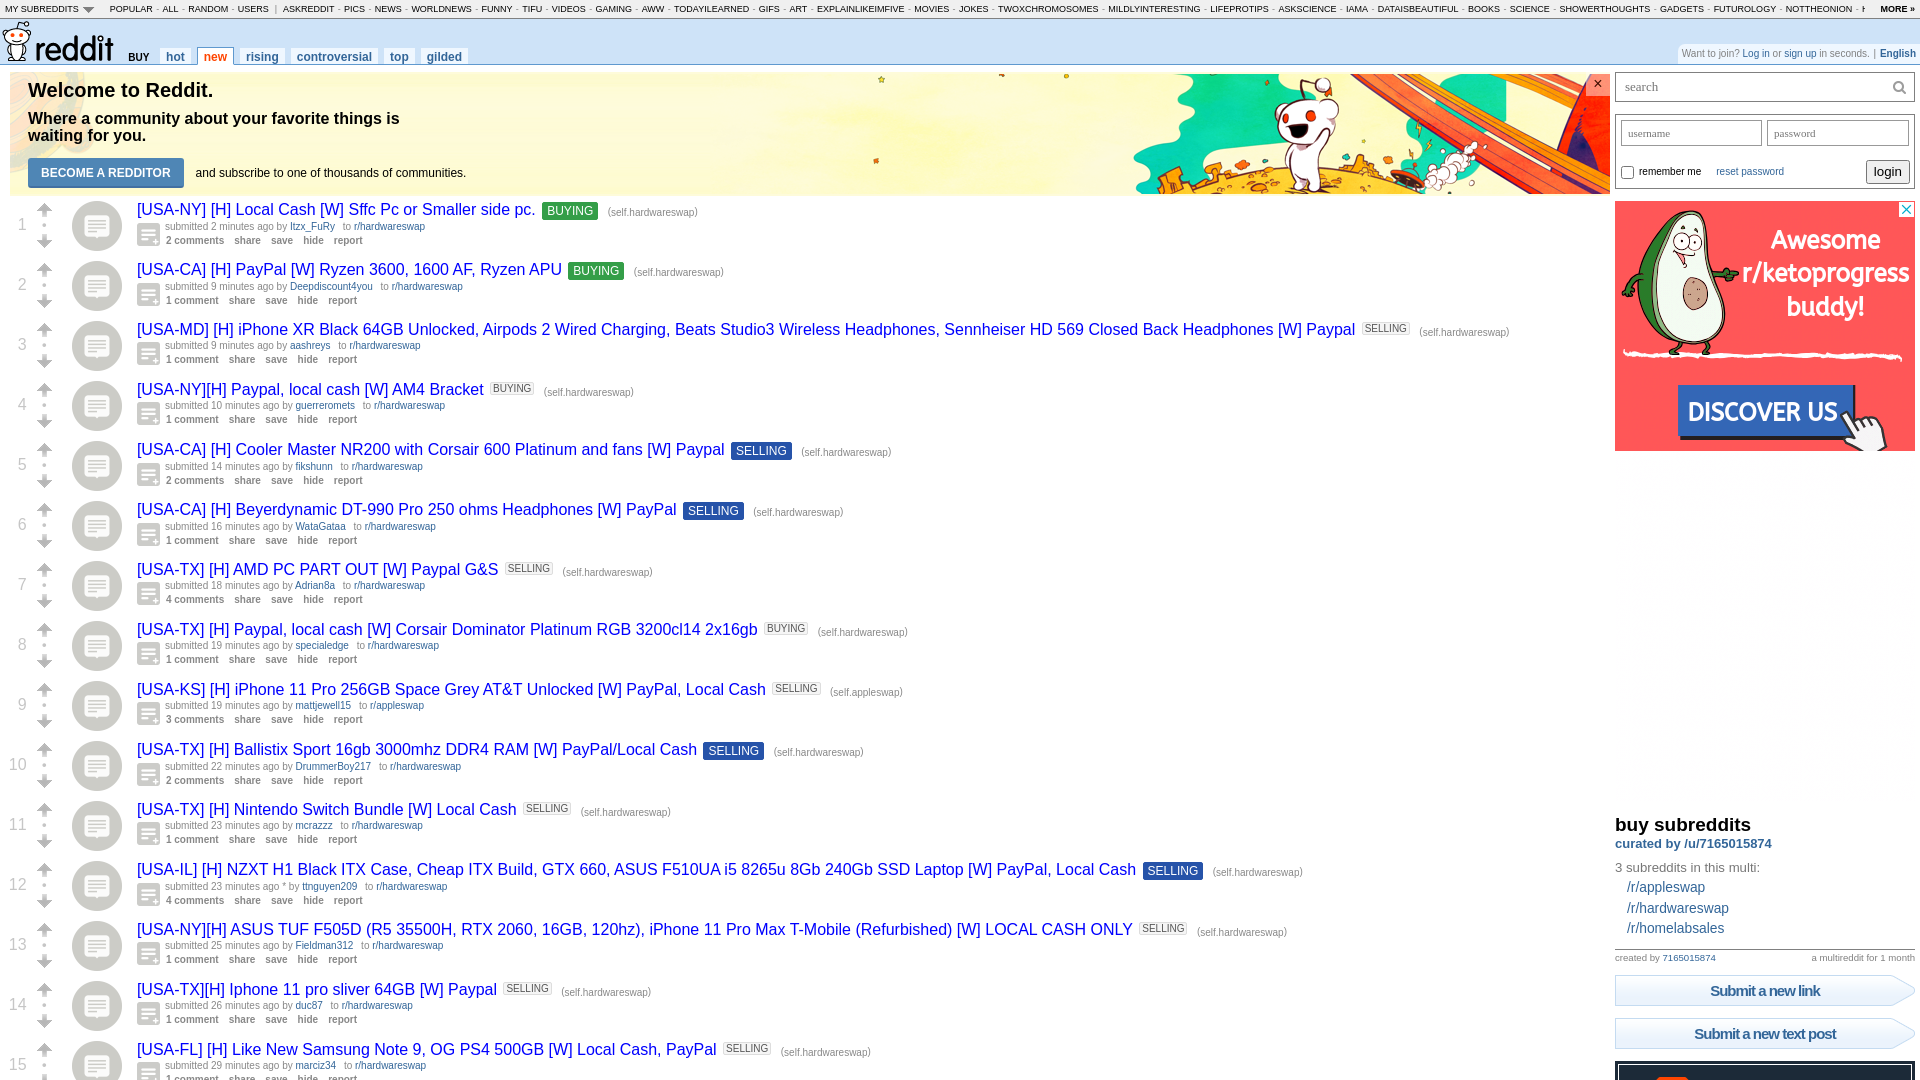 MY SUBREDDITS POPULAR - ALL - RANDOM - USERS | ASKREDDIT - PICS - NEWS - WORLDNEWS - FUNNY - TIFU - VIDEOS - GAMING - AWW - TODAYILEARNED - GIFS - ART - EXPLAINLIKEIMFIVE - MOVIES - JOKES - TWOXCHROMOSOMES - MILDLYINTERESTING - LIFEPROTIPS - ASKSCIENCE - IAMA - DATAISBEAUTIFUL - BOOKS - SCIENCE - SHOWERTHOUGHTS - GADGETS - FUTUROLOGY - NOTTHEONION - MORE »
reddit BUY hot new rising controversial top gilded
Want to join? Log in or sign up in seconds. | English
Welcome to Reddit.
Where a community about your favorite things is
waiting for you.
BECOME A REDDITOR and subscribe to one of thousands of communities.
×
1
[USA-NY] [H] Local Cash [W] Sffc Pc or Smaller side pc. BUYING (self.hardwareswap)
submitted 2 minutes ago by Itzx_FuRy to r/hardwareswap
2 comments share save hide report
2
[USA-CA] [H] PayPal [W] Ryzen 3600, 1600 AF, Ryzen APU BUYING (self.hardwareswap)
submitted 9 minutes ago by Deepdiscount4you to r/hardwareswap
1 comment share save hide report
3
[USA-MD] [H] iPhone XR Black 64GB Unlocked, Airpods 2 Wired Charging, Beats Studio3 Wireless Headphones, Sennheiser HD 569 Closed Back Headphones [W] Paypal SELLING (self.hardwareswap)
submitted 9 minutes ago by aashreys to r/hardwareswap
1 comment share save hide report
4
[USA-NY][H] Paypal, local cash [W] AM4 Bracket BUYING (self.hardwareswap)
submitted 10 minutes ago by guerreromets to r/hardwareswap
1 comment share save hide report
5
[USA-CA] [H] Cooler Master NR200 with Corsair 600 Platinum and fans [W] Paypal SELLING (self.hardwareswap)
submitted 14 minutes ago by fikshunn to r/hardwareswap
2 comments share save hide report
6
[USA-CA] [H] Beyerdynamic DT-990 Pro 250 ohms Headphones [W] PayPal SELLING (self.hardwareswap)
submitted 16 minutes ago by WataGataa to r/hardwareswap
1 comment share save hide report
7
[USA-TX] [H] AMD PC PART OUT [W] Paypal G&S SELLING (self.hardwareswap)
submitted 18 minutes ago by Adrian8a to r/hardwareswap
4 comments share save hide report
8
[USA-TX] [H] Paypal, local cash [W] Corsair Dominator Platinum RGB 3200cl14 2x16gb BUYING (self.hardwareswap)
submitted 19 minutes ago by specialedge to r/hardwareswap
1 comment share save hide report
9
[USA-KS] [H] iPhone 11 Pro 256GB Space Grey AT&T Unlocked [W] PayPal, Local Cash SELLING (self.appleswap)
submitted 19 minutes ago by mattjewell15 to r/appleswap
3 comments share save hide report
10
[USA-TX] [H] Ballistix Sport 16gb 3000mhz DDR4 RAM [W] PayPal/Local Cash SELLING (self.hardwareswap)
submitted 22 minutes ago by DrummerBoy217 to r/hardwareswap
2 comments share save hide report
11
[USA-TX] [H] Nintendo Switch Bundle [W] Local Cash SELLING (self.hardwareswap)
submitted 23 minutes ago by mcrazzz to r/hardwareswap
1 comment share save hide report
12
[USA-IL] [H] NZXT H1 Black ITX Case, Cheap ITX Build, GTX 660, ASUS F510UA i5 8265u 8Gb 240Gb SSD Laptop [W] PayPal, Local Cash SELLING (self.hardwareswap)
submitted 23 minutes ago * by ttnguyen209 to r/hardwareswap
4 comments share save hide report
13
[USA-NY][H] ASUS TUF F505D (R5 35500H, RTX 2060, 16GB, 120hz), iPhone 11 Pro Max T-Mobile (Refurbished) [W] LOCAL CASH ONLY SELLING (self.hardwareswap)
submitted 25 minutes ago by Fieldman312 to r/hardwareswap
1 comment share save hide report
14
[USA-TX][H] Iphone 11 pro sliver 64GB [W] Paypal SELLING (self.hardwareswap)
submitted 26 minutes ago by duc87 to r/hardwareswap
1 comment share save hide report
15
[USA-FL] [H] Like New Samsung Note 9, OG PS4 500GB [W] Local Cash, PayPal SELLING (self.hardwareswap)
submitted 29 minutes ago by marciz34 to r/hardwareswap
1 comment share save hide report
search
username password
remember me reset password login
Awesome
r/ketoprogress
buddy!
DISCOVER US
buy subreddits
curated by /u/7165015874
3 subreddits in this multi:
/r/appleswap
/r/hardwareswap
/r/homelabsales
created by 7165015874 a multireddit for 1 month
Submit a new link
Submit a new text post